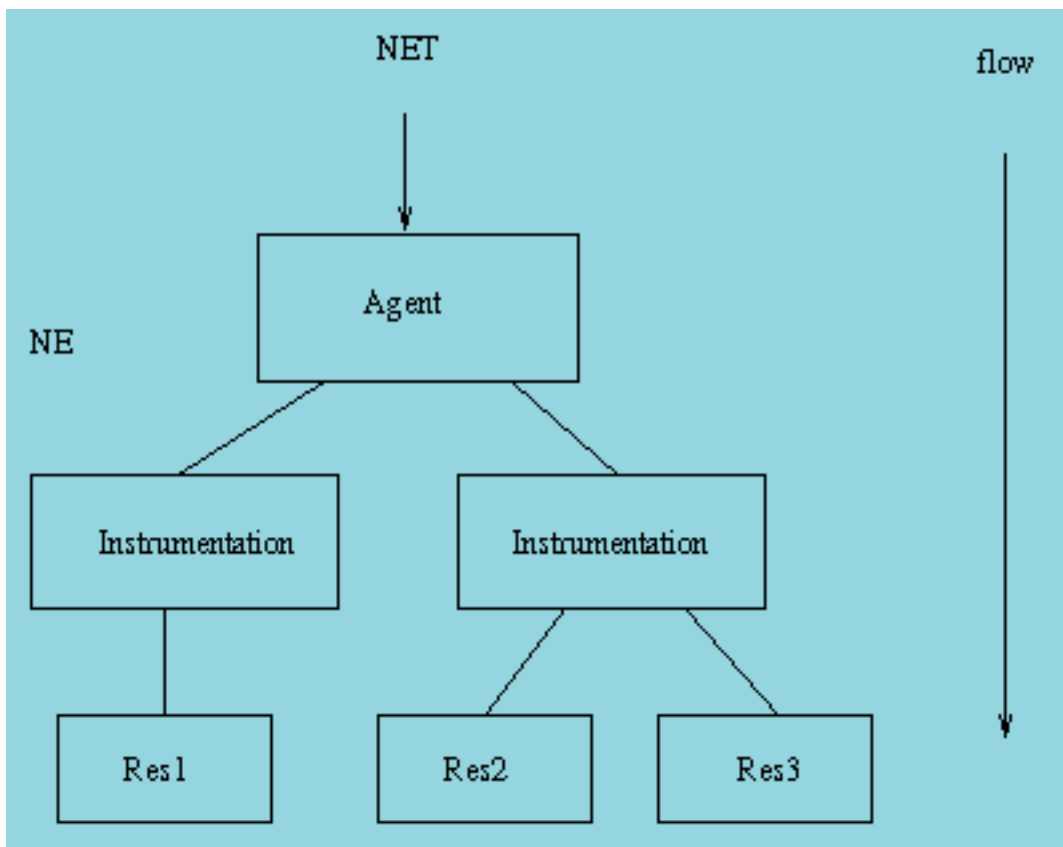 NET
flow
Agent
NE
Instrumentation
Instrumentation
Res1
Res2
Res3